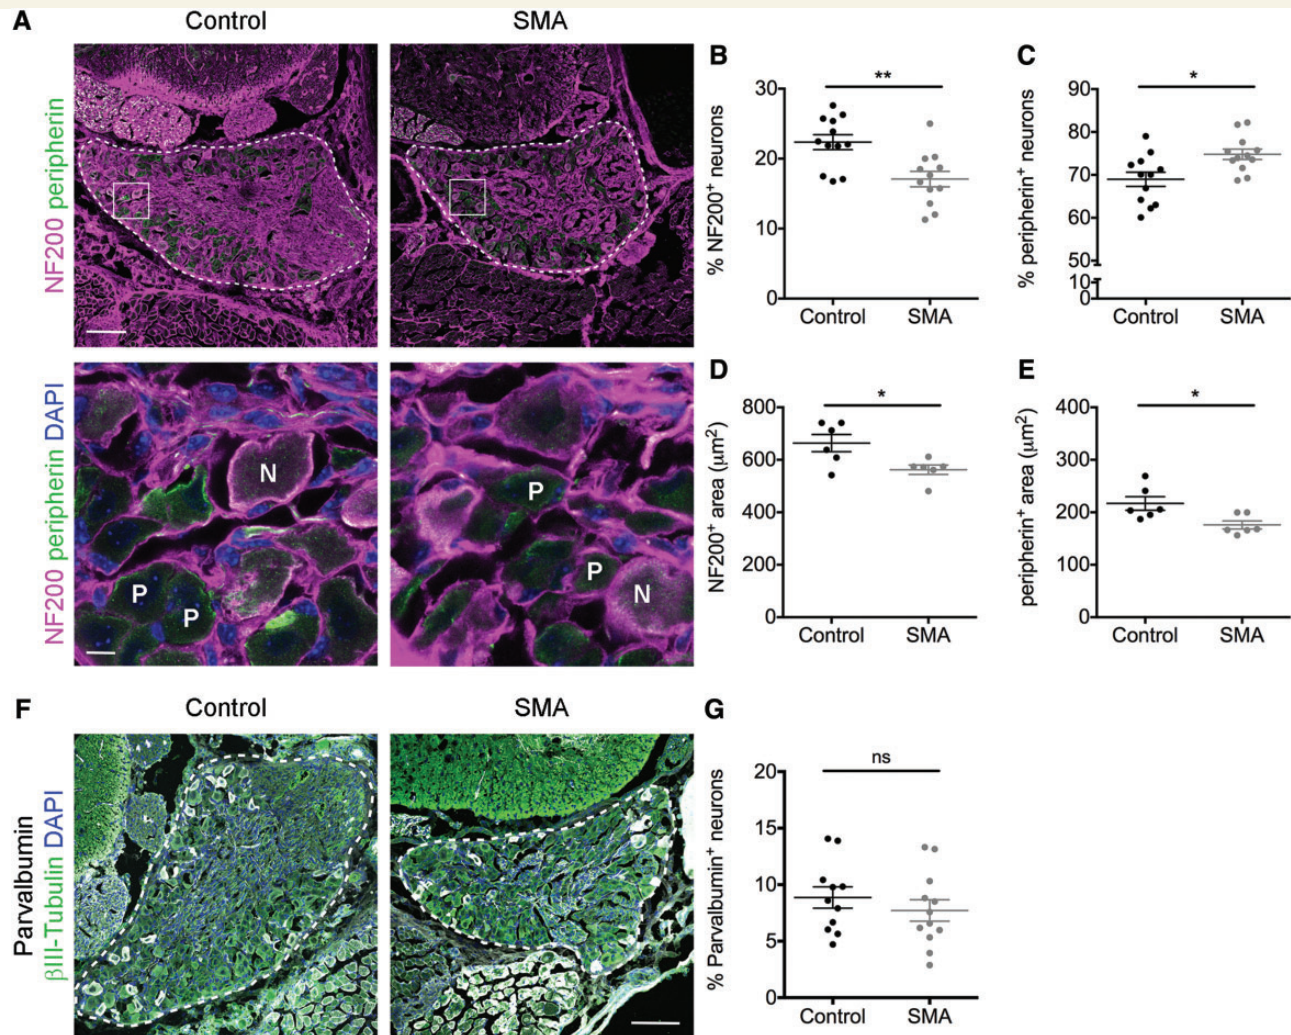 A
Control
SMA
NF200 peripherin
NF200 peripherin DAPI
N
P
P
P
P
N
B
**
% NF200+ neurons
30
20
10
0
Control
SMA
C
*
% peripherin+ neurons
90
80
70
60
50
10
0
0
Control
SMA
D
*
NF200+ area (µm2)
800
600
400
200
0
Control
SMA
E
*
peripherin+ area (µm2)
400
300
200
100
0
Control
SMA
F
Control
SMA
Parvalbumin
βIII-Tubulin DAPI
G
ns
% Parvalbumin+ neurons
20
15
10
5
0
Control
SMA